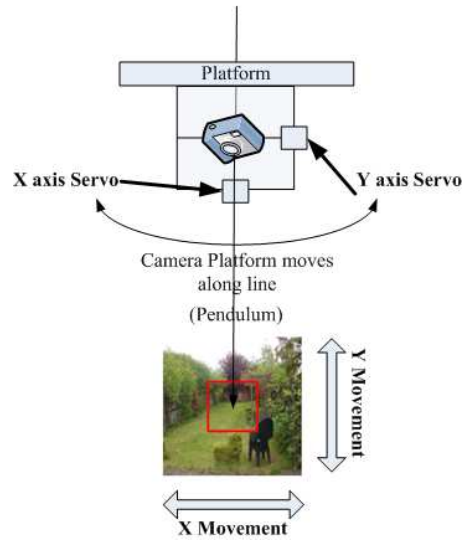 Platform
X axis Servo
Y axis Servo
Camera Platform moves
along line
(Pendulum)
Y Movement
X Movement